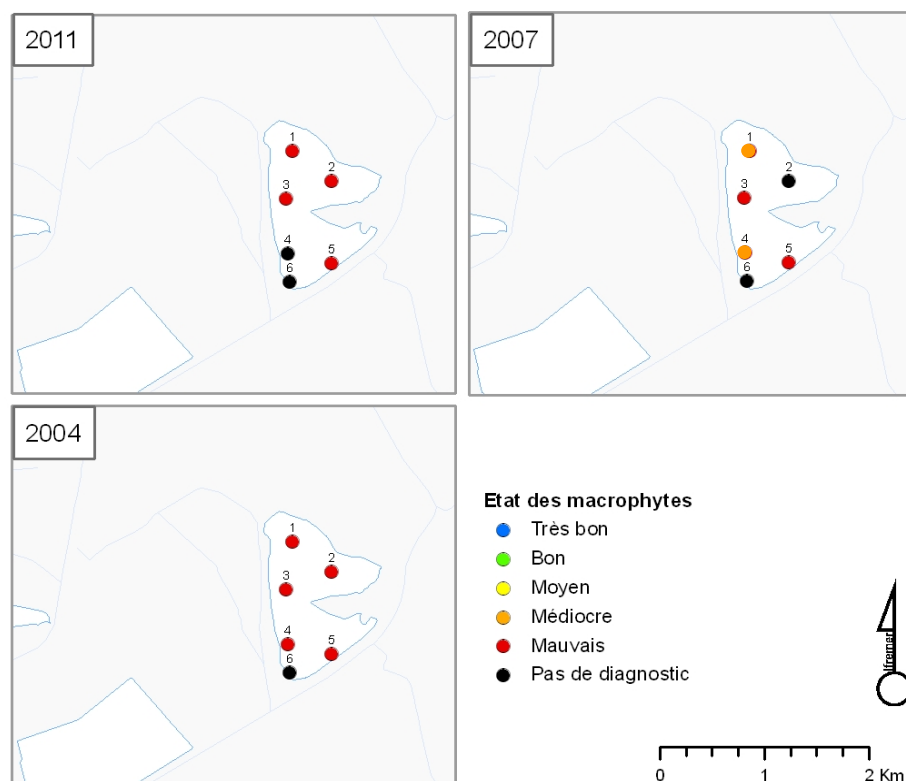 2011
1
2
3
4
5
6
2007
1
2
3
4
5
6
2004
1
2
3
4
5
6
Etat des macrophytes
Très bon
Bon
Moyen
Médiocre
Mauvais
Pas de diagnostic
Ifremer
0 1 2 Km